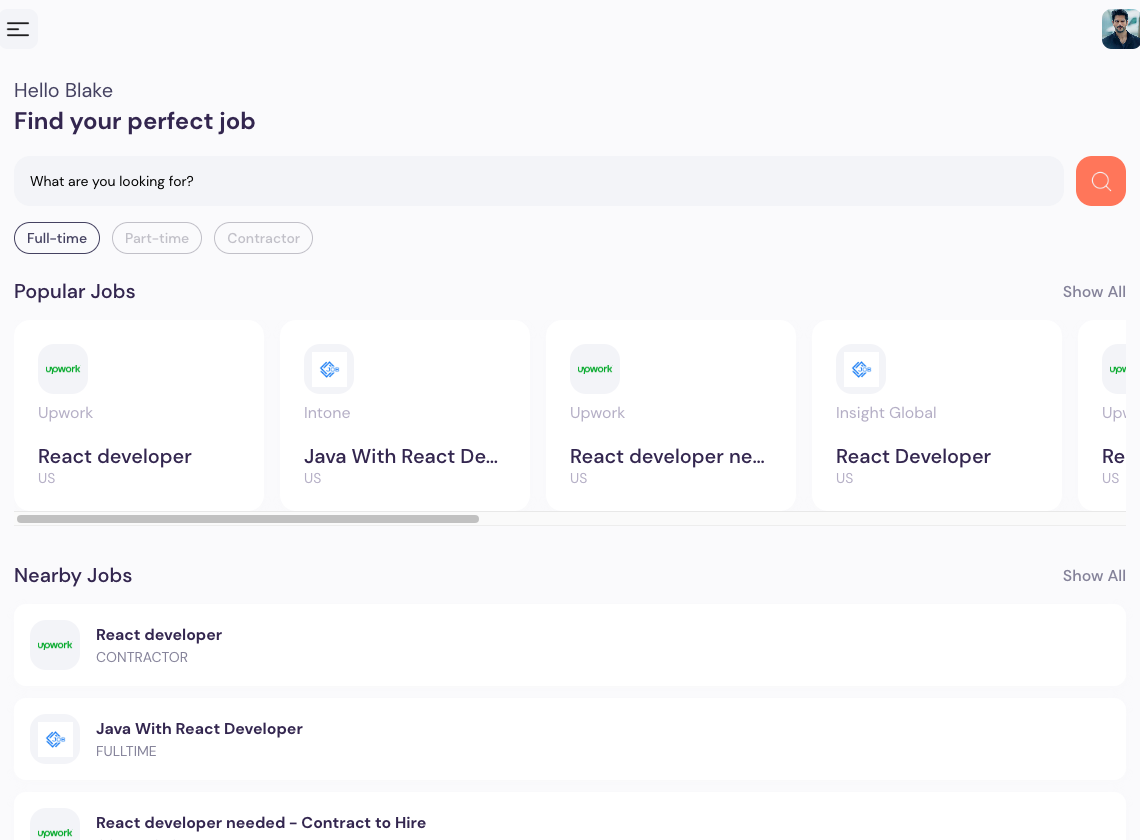 Hello Blake
Find your perfect job
What are you looking for?
Full-time
Part-time
Contractor
Popular Jobs
Show All
upwork
Upwork
React developer
US
Intone
Java With React De...
US
upwork
Upwork
React developer ne...
US
Insight Global
React Developer
US
US
Nearby Jobs
Show All
upwork
React developer
CONTRACTOR
Java With React Developer
FULLTIME
upwork
React developer needed - Contract to Hire